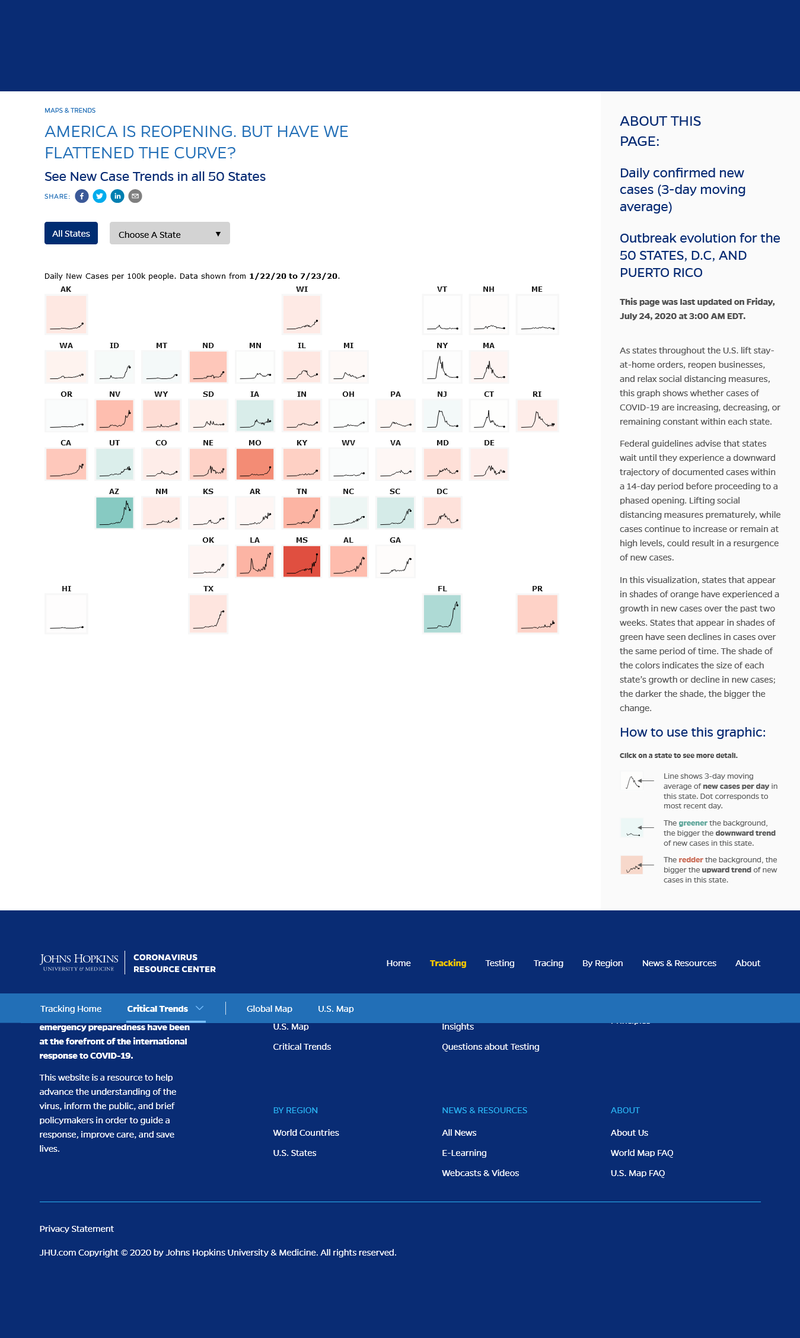 MAPS & TRENDS
AMERICA IS REOPENING. BUT HAVE WE
FLATTENED THE CURVE?
See New Case Trends in all 50 States
SHARE:
All States
Choose A State ▼
Daily New Cases per 100k people. Data shown from 1/22/20 to 7/23/20.
AK WI VT NH ME
WA ID MT ND MN IL MI NY MA
OR NV WY SD IA IN OH PA NJ CT RI
CA UT CO NE MO KY WV VA MD DE
AZ NM KS AR TN NC SC DC
OK LA MS AL GA
HI TX FL PR
ABOUT THIS
PAGE:
Daily confirmed new
cases (3-day moving
average)
Outbreak evolution for the
50 STATES, D.C, AND
PUERTO RICO
This page was last updated on Friday,
July 24, 2020 at 3:00 AM EDT.
As states throughout the U.S. lift stay-
at-home orders, reopen businesses,
and relax social distancing measures,
this graph shows whether cases of
COVID-19 are increasing, decreasing, or
remaining constant within each state.
Federal guidelines advise that states
wait until they experience a downward
trajectory of documented cases within
a 14-day period before proceeding to a
phased opening. Lifting social
distancing measures prematurely, while
cases continue to increase or remain at
high levels, could result in a resurgence
of new cases.
In this visualization, states that appear
in shades of orange have experienced a
growth in new cases over the past two
weeks. States that appear in shades of
green have seen declines in cases over
the same period of time. The shade of
the colors indicates the size of each
state's growth or decline in new cases;
the darker the shade, the bigger the
change.
How to use this graphic:
Click on a state to see more detail.
Line shows 3-day moving
average of new cases per day in
this state. Dot corresponds to
most recent day.
The greener the background,
the bigger the downward trend
of new cases in this state.
The redder the background, the
bigger the upward trend of new
cases in this state.
JOHNS HOPKINS
UNIVERSITY & MEDICINE
CORONAVIRUS
RESOURCE CENTER
Home Tracking Testing Tracing By Region News & Resources About
Tracking Home Critical Trends Global Map U.S. Map
emergency preparedness have been
at the forefront of the international
response to COVID-19.
This website is a resource to help
advance the understanding of the
virus, inform the public, and brief
policymakers in order to guide a
response, improve care, and save
lives.
U.S. Map
Critical Trends
Insights
Questions about Testing
BY REGION
World Countries
U.S. States
NEWS & RESOURCES
All News
E-Learning
Webcasts & Videos
ABOUT
About Us
World Map FAQ
U.S. Map FAQ
Privacy Statement
JHU.com Copyright © 2020 by Johns Hopkins University & Medicine. All rights reserved.